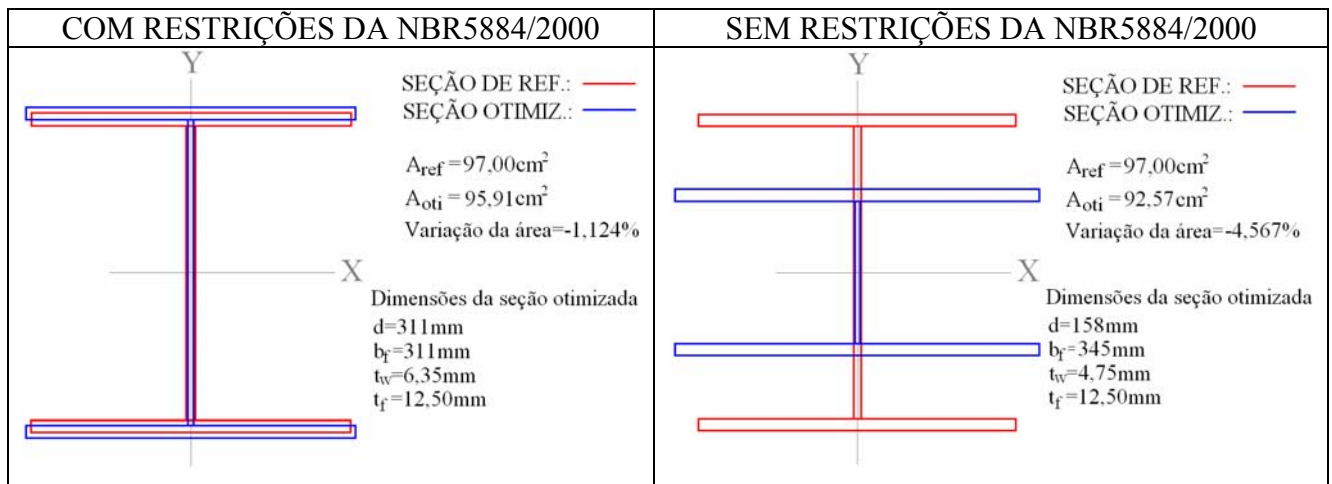 COM RESTRIÇÕES DA NBR5884/2000
Y
SEÇÃO DE REF.:
SEÇÃO OTIMIZ.:
Aref =97,00cm²
Aoti = 95,91cm²
Variação da área=-1,124%
X
Dimensões da seção otimizada
d=311mm
bf=311mm
tw=6,35mm
tf=12,50mm
SEM RESTRIÇÕES DA NBR5884/2000
Y
SEÇÃO DE REF.:
SEÇÃO OTIMIZ.:
Aref =97,00cm²
Aoti = 92,57cm²
Variação da área=-4,567%
X
Dimensões da seção otimizada
d=158mm
bf=345mm
tw=4,75mm
tf=12,50mm